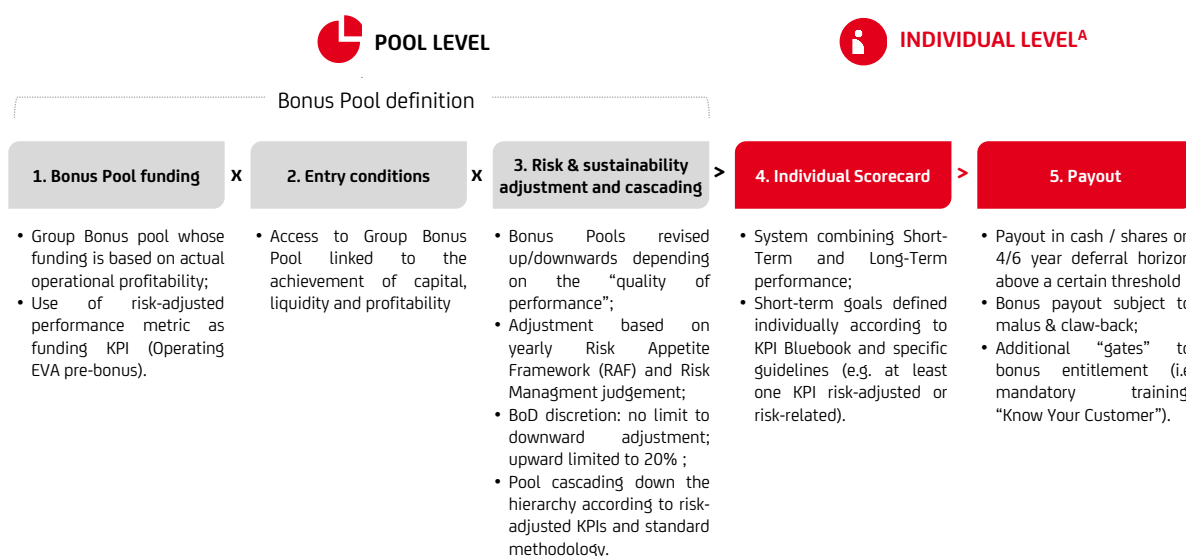 POOL LEVEL
INDIVIDUAL LEVELA
Bonus Pool definition
1. Bonus Pool funding
x
2. Entry conditions
x
3. Risk & sustainability
adjustment and cascading
>
4. Individual Scorecard
>
5. Payout
• Group Bonus pool whose
funding is based on actual
operational profitability;
• Use of risk-adjusted
performance metric as
funding KPI (Operating
EVA pre-bonus).
• Access to Group Bonus
Pool linked to the
achievement of capital,
liquidity and profitability
• Bonus Pools revised
up/downwards depending
on the “quality of
performance”;
• Adjustment based on
yearly Risk Appetite
Framework (RAF) and Risk
Managment judgement;
• BoD discretion: no limit to
downward adjustment;
upward limited to 20% ;
• Pool cascading down the
hierarchy according to risk-
adjusted KPIs and standard
methodology.
• System combining Short-
Term and Long-Term
performance;
• Short-term goals defined
individually according to
KPI Bluebook and specific
guidelines (e.g. at least
one KPI risk-adjusted or
risk-related).
• Payout in cash / shares on
4/6 year deferral horizon
above a certain threshold
• Bonus payout subject to
malus & claw-back;
• Additional “gates” to
bonus entitlement (i.e
mandatory training
“Know Your Customer”).